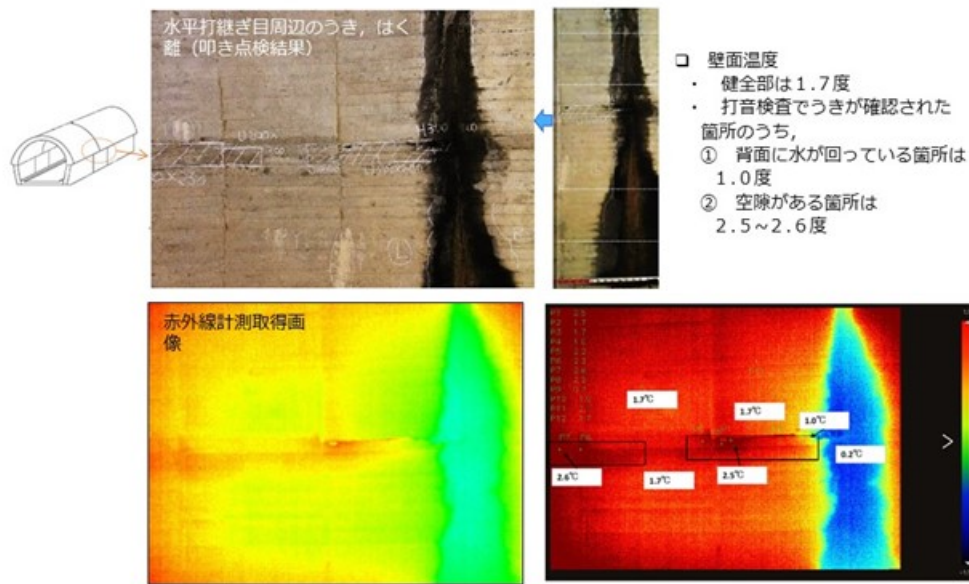 水平打継ぎ目周辺のうき，はく
離（叩き点検結果）
□ 壁面温度
・ 健全部は１.７度
・ 打音検査でうきが確認された
箇所のうち，
① 背面に水が回っている箇所は
１.０度
② 空隙がある箇所は
２.５～２.６度
赤外線計測取得画
像
1.7℃
1.7℃
1.0℃
0.2℃
2.6℃
1.7℃
2.5℃